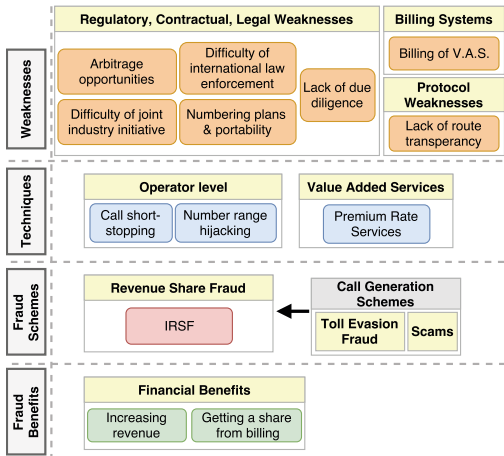 Weaknesses
Regulatory, Contractual, Legal Weaknesses
Arbitrage
opportunities
Difficulty of
international law
enforcement
Lack of due
diligence
Difficulty of joint
industry initiative
Numbering plans
& portability
Billing Systems
Billing of V.A.S.
Protocol
Weaknesses
Lack of route
transperancy
Techniques
Operator level
Call short-
stopping
Number range
hijacking
Value Added Services
Premium Rate
Services
Fraud
Schemes
Revenue Share Fraud
IRSF
Call Generation
Schemes
Toll Evasion
Fraud
Scams
Fraud
Benefits
Financial Benefits
Increasing
revenue
Getting a share
from billing